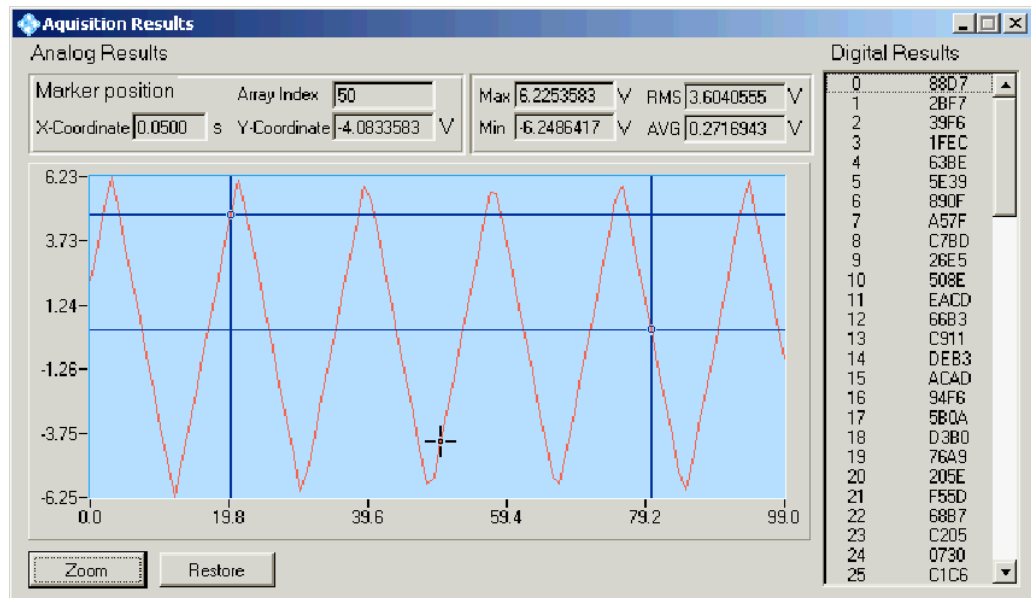 Aquisition Results
Analog Results
Digital Results
Marker position
Array Index 50
X-Coordinate 0.0500 s Y-Coordinate -4.0833583 V
Max 6.2253583 V RMS 3.6040555 V
Min -6.2486417 V AVG 0.2716943 V
6.23
3.73
1.24
-1.26
-3.75
-6.25
0.0 19.8 39.6 59.4 79.2 99.0
Zoom Restore
0 88D7
1 2BF7
2 39F6
3 1FEC
4 63BE
5 5E39
6 890F
7 A57F
8 C7BD
9 26E5
10 508E
11 EACD
12 66B3
13 C911
14 DEB3
15 ACAD
16 94F6
17 5B0A
18 D3B0
19 76A9
20 205E
21 F55D
22 68B7
23 C205
24 0730
25 C1C6